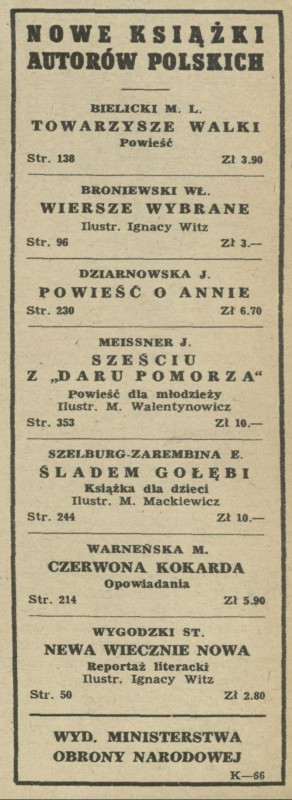 NOWE KSIĄŻKI
AUTORÓW POLSKICH
BIELICKI M. L.
TOWARZYSZE WALKI
Powieść
Str. 138 Zł 3.90
BRONIEWSKI WŁ.
WIERSZE WYBRANE
Ilustr. Ignacy Witz
Str. 96 Zł 3.—
DZIARNOWSKA J.
POWIEŚĆ O ANNIE
Str. 230 Zł 6.70
MEISSNER J.
SZEŚCIU
Z „DARU POMORZA“
Powieść dla młodzieży
Ilustr. M. Walentynowicz
Str. 353 Zł 10.—
SZELBURG-ZAREMBINA E.
ŚLADEM GOŁĘBI
Książka dla dzieci
Ilustr. M. Mackiewicz
Str. 244 Zł 10.—
WARNEŃSKA M.
CZERWONA KOKARDA
Opowiadania
Str. 214 Zł 5.90
WYGODZKI ST.
NEWA WIECZNIE NOWA
Reportaż literacki
Ilustr. Ignacy Witz
Str. 50 Zł 2.80
WYD. MINISTERSTWA
OBRONY NARODOWEJ
K—66